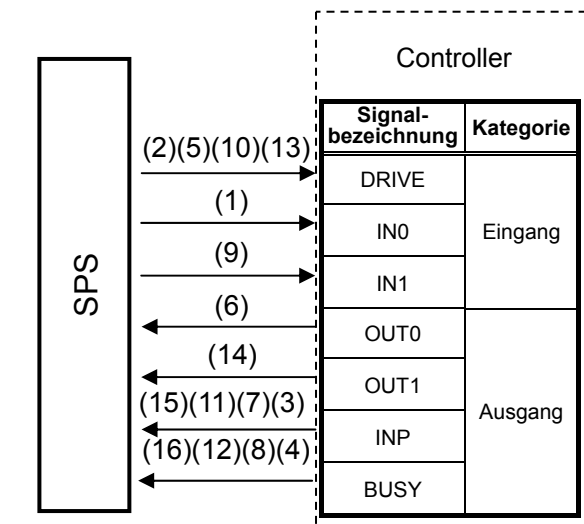 Controller
Signal-
bezeichnung
Kategorie
SPS
(2)(5)(10)(13)
DRIVE
(1)
IN0
Eingang
(9)
IN1
(6)
OUT0
(14)
OUT1
Ausgang
(15)(11)(7)(3)
INP
(16)(12)(8)(4)
BUSY